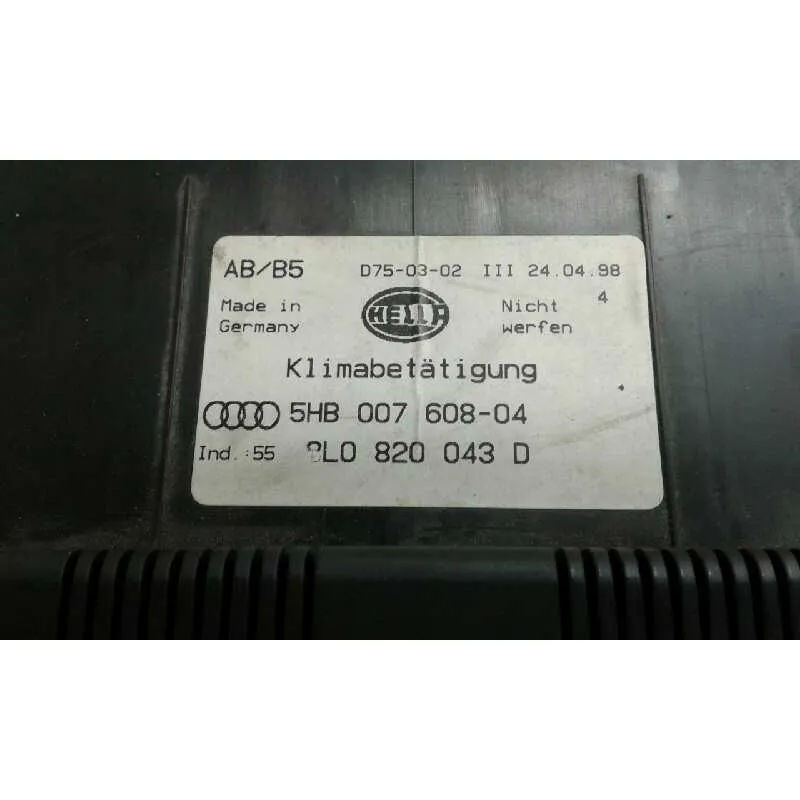 AB/B5 D75-03-02 III 24.04.98
Made in Germany
HELLA
Nicht 4
werfen
Klimabetätigung
5HB 007 608-04
Ind.:55 8L0 820 043 D